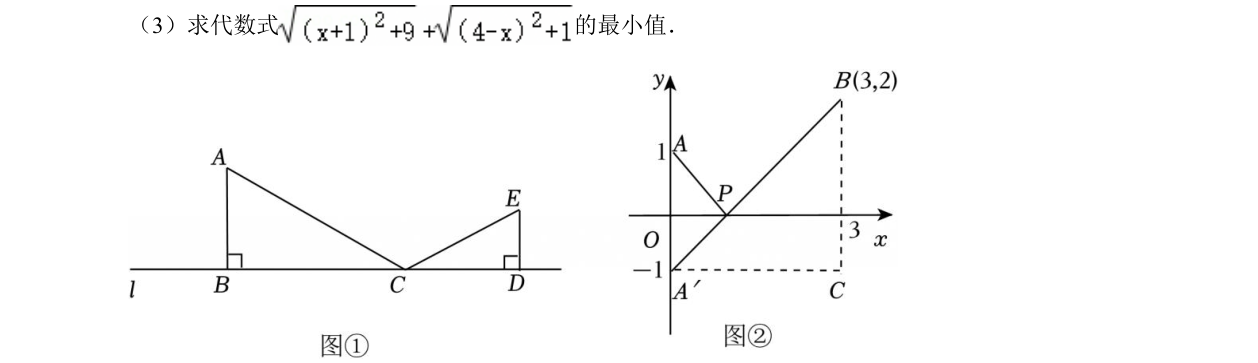 （3）求代数式√((x+1)²+9) +√((4-x)²+1)的最小值.
A
E
B
C
D
l
图①
y
B(3,2)
1
A
P
O
3
x
−1
A′
C
图②